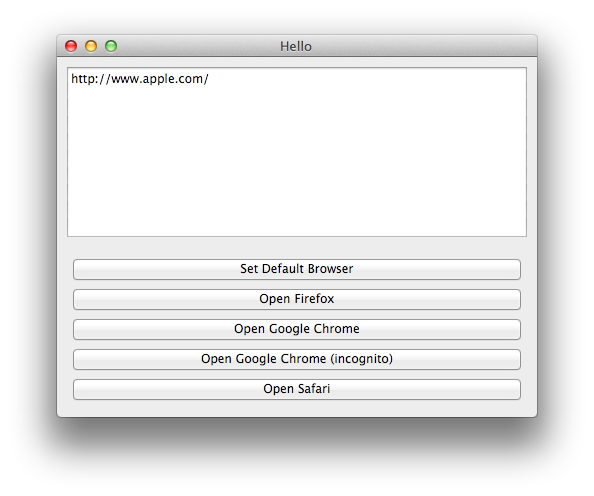 Hello
http://www.apple.com/
Set Default Browser
Open Firefox
Open Google Chrome
Open Google Chrome (incognito)
Open Safari